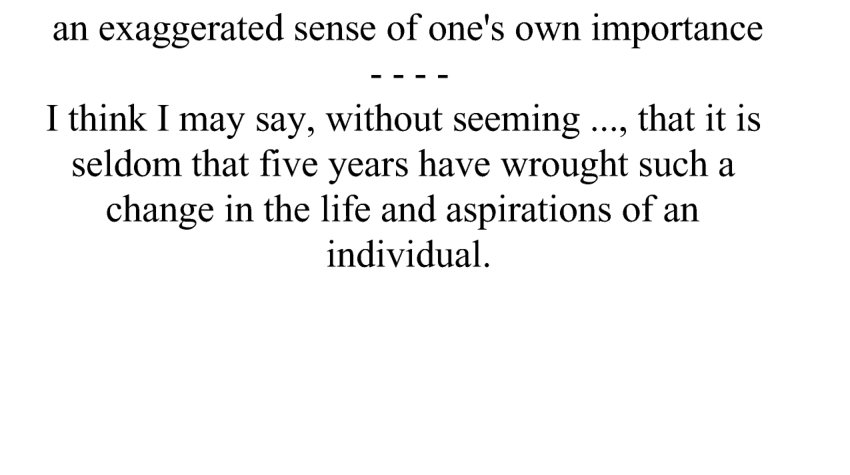 an exaggerated sense of one's own importance
- - - -
I think I may say, without seeming ..., that it is
seldom that five years have wrought such a
change in the life and aspirations of an
individual.